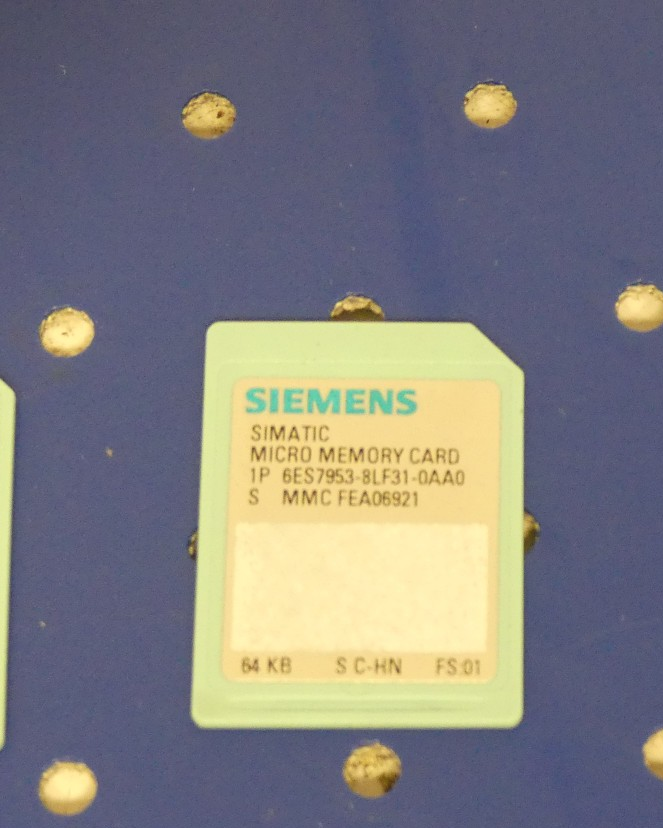 SIEMENS
SIMATIC
MICRO MEMORY CARD
1P 6ES7953-8LF31-0AA0
S MMC FEA06921
64 KB S C-HN FS:01